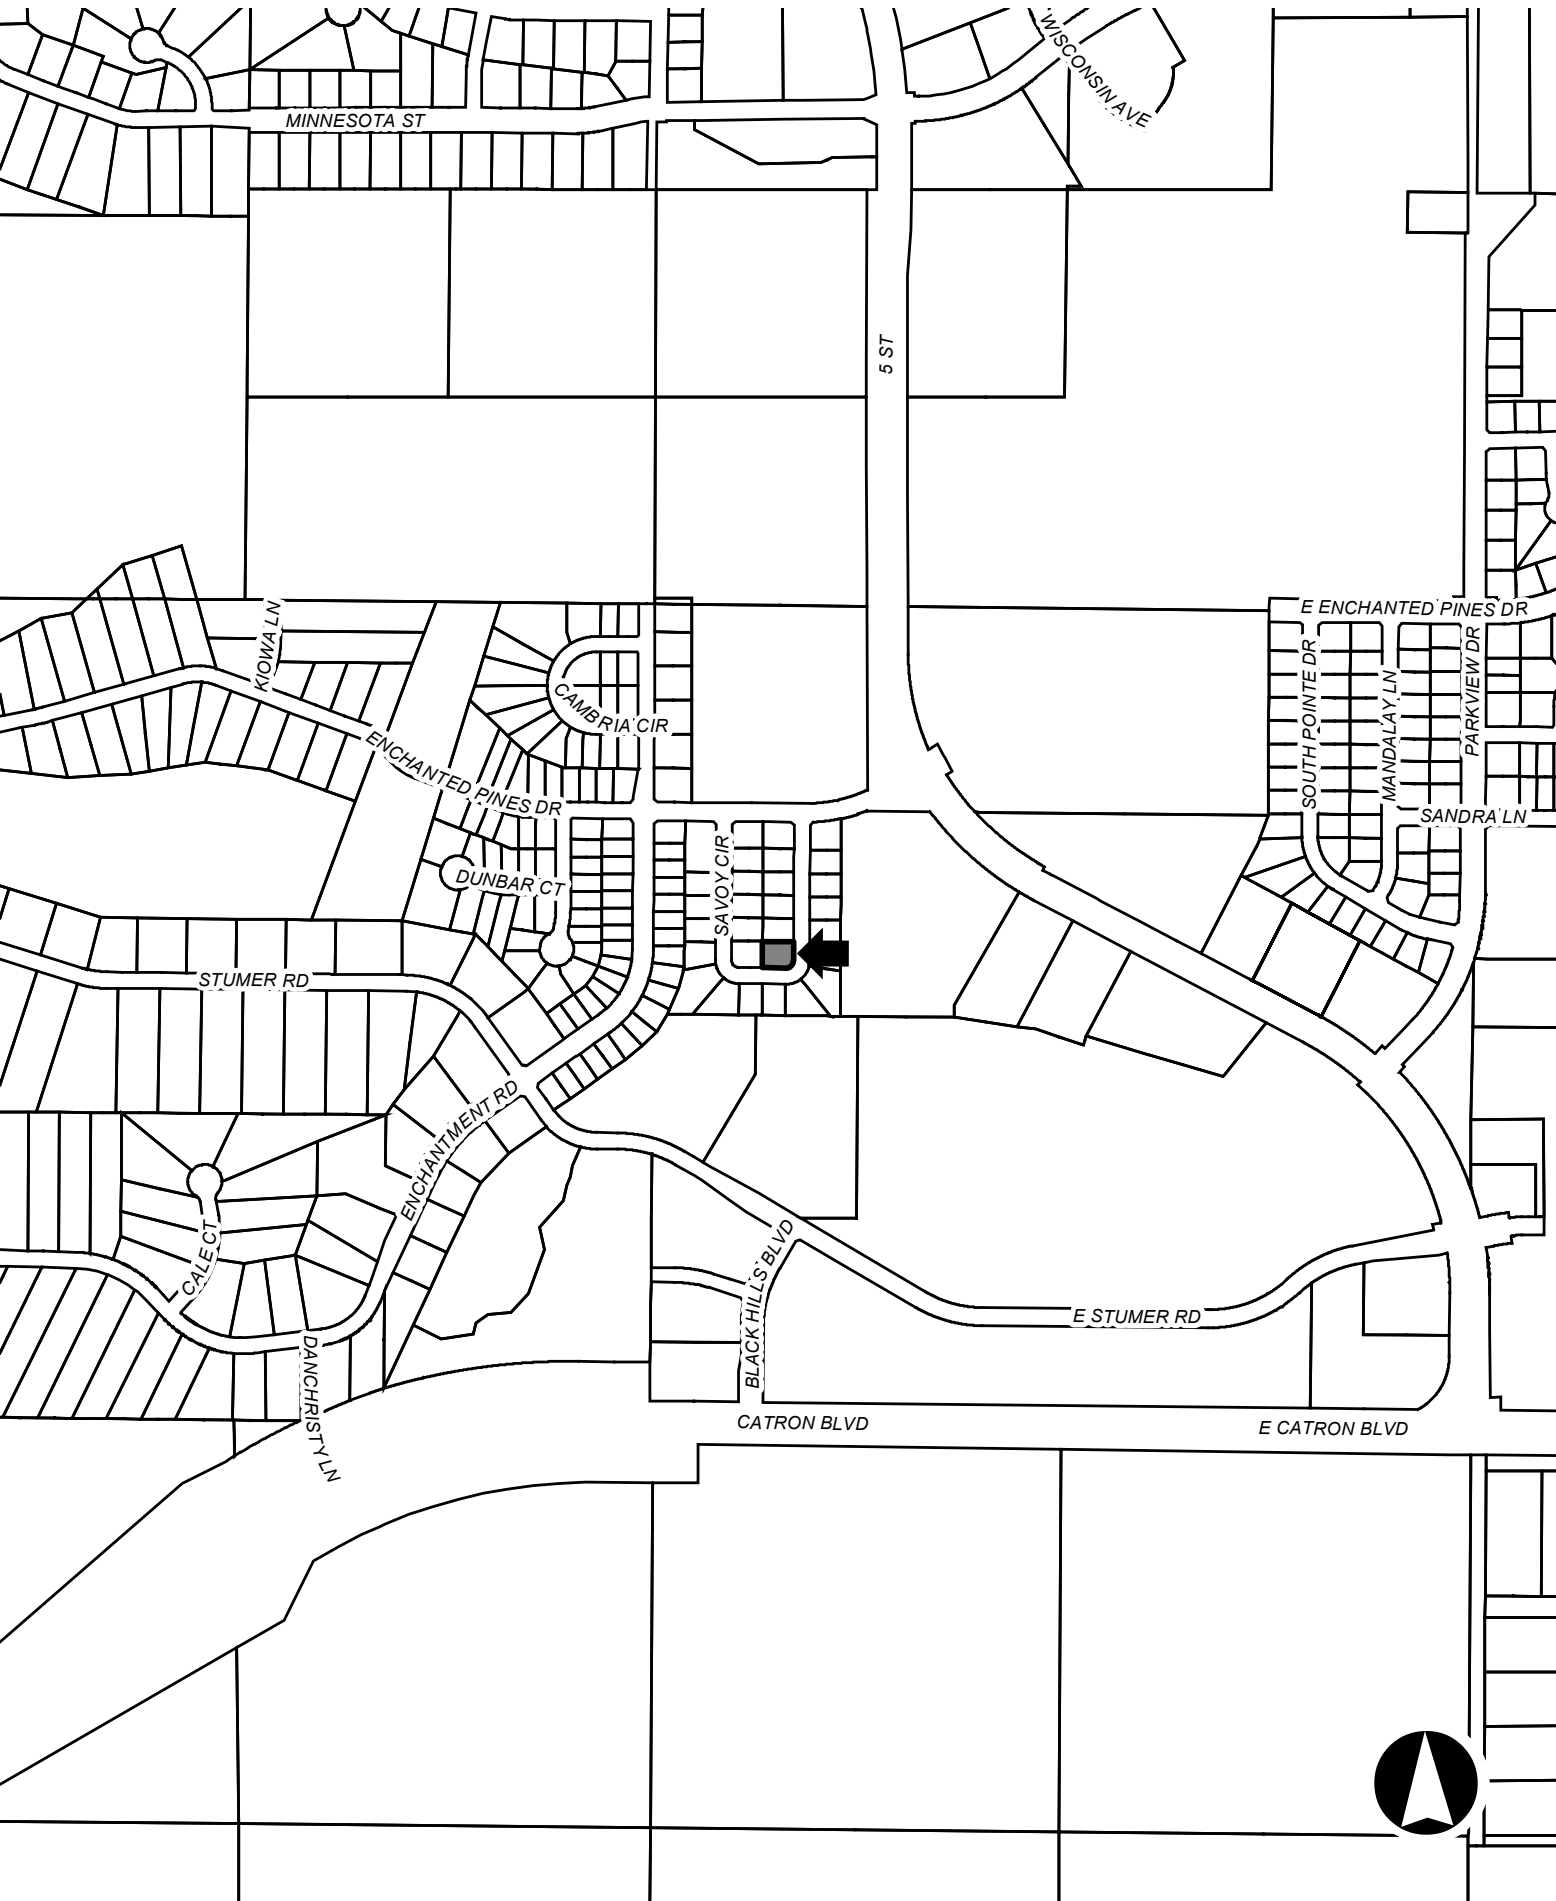 WISCONSIN AVE
MINNESOTA ST
5 ST
E ENCHANTED PINES DR
KIOWA LN
SOUTH POINTE DR
MANDALAY LN
PARKVIEW DR
CAMBRIA CIR
ENCHANTED PINES DR
SANDRA LN
SAVOY CIR
DUNBAR CT
STUMER RD
ENCHANTMENT RD
CALE CT
BLACK HILLS BLVD
E STUMER RD
DANCHRISTY LN
CATRON BLVD
E CATRON BLVD